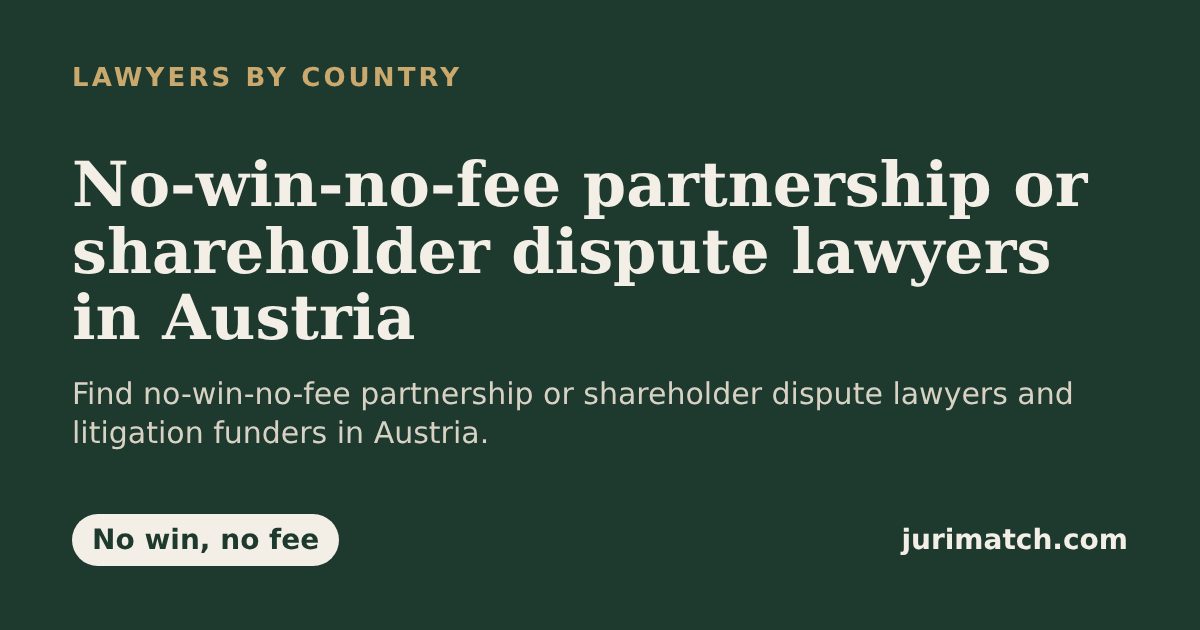 LAWYERS BY COUNTRY
No-win-no-fee partnership or
shareholder dispute lawyers
in Austria
Find no-win-no-fee partnership or shareholder dispute lawyers and
litigation funders in Austria.
No win, no fee
jurimatch.com